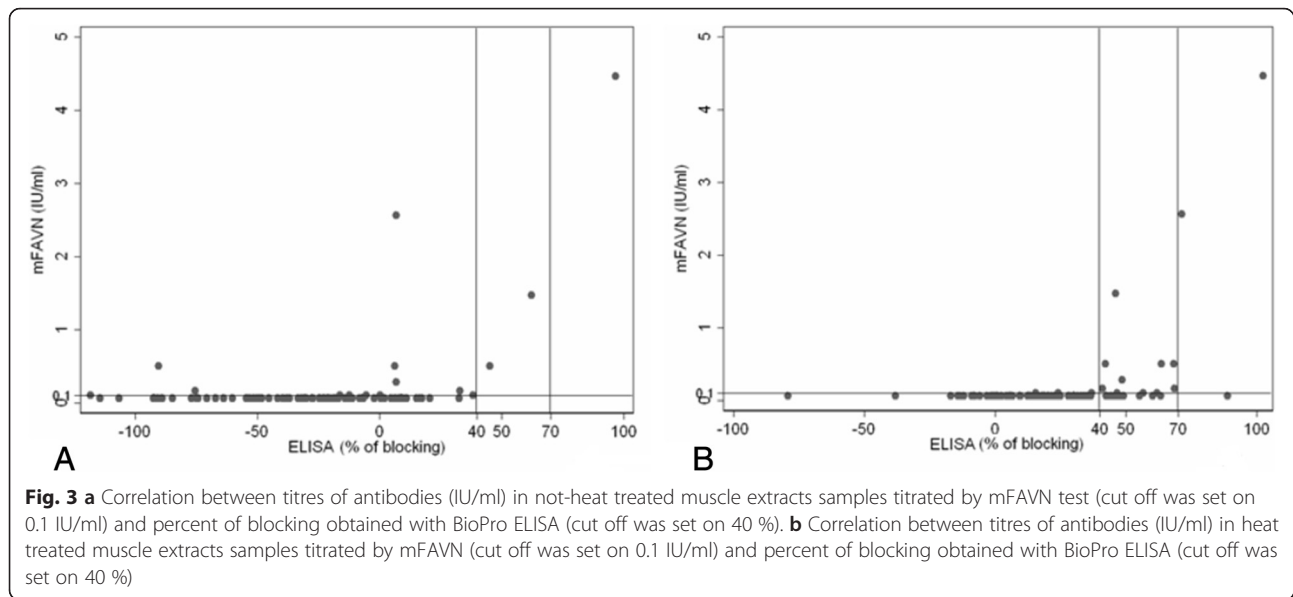 5
4
3
2
1
0.1
0
mFAVN (IU/ml)
-100
-50
0
40
50
70
100
ELISA (% of blocking)
A
5
4
3
2
1
0.1
0
mFAVN (IU/ml)
-100
-50
0
40
50
70
100
ELISA (% of blocking)
B
Fig. 3 a Correlation between titres of antibodies (IU/ml) in not-heat treated muscle extracts samples titrated by mFAVN test (cut off was set on
0.1 IU/ml) and percent of blocking obtained with BioPro ELISA (cut off was set on 40 %). b Correlation between titres of antibodies (IU/ml) in heat
treated muscle extracts samples titrated by mFAVN (cut off was set on 0.1 IU/ml) and percent of blocking obtained with BioPro ELISA (cut off was
set on 40 %)